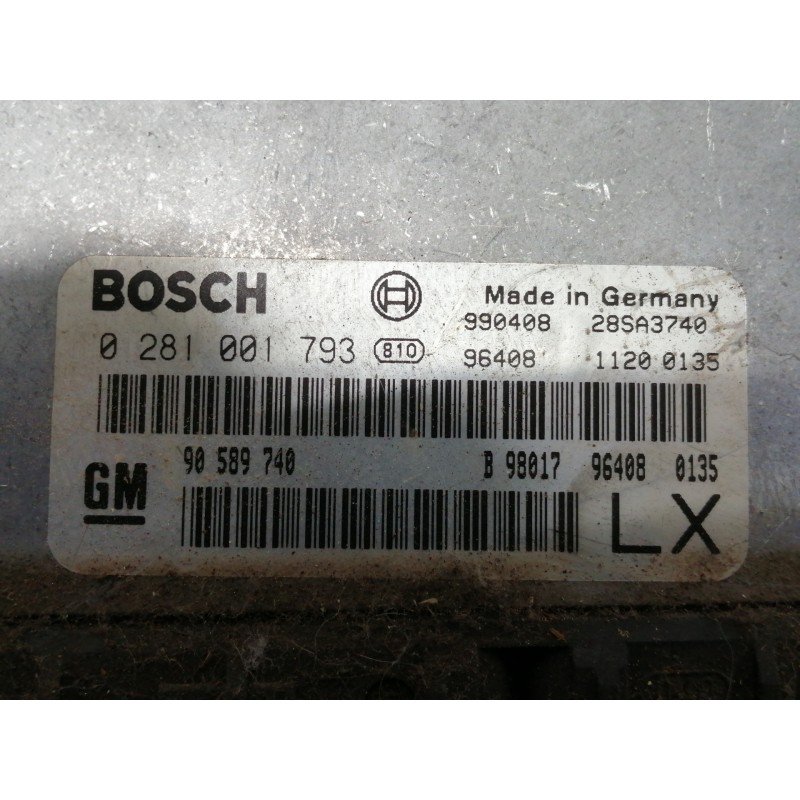 BOSCH Made in Germany
990408 28SA3740
0 281 001 793 810 96408 1120 0135
GM 90 589 740 B 98017 96408 0135
LX